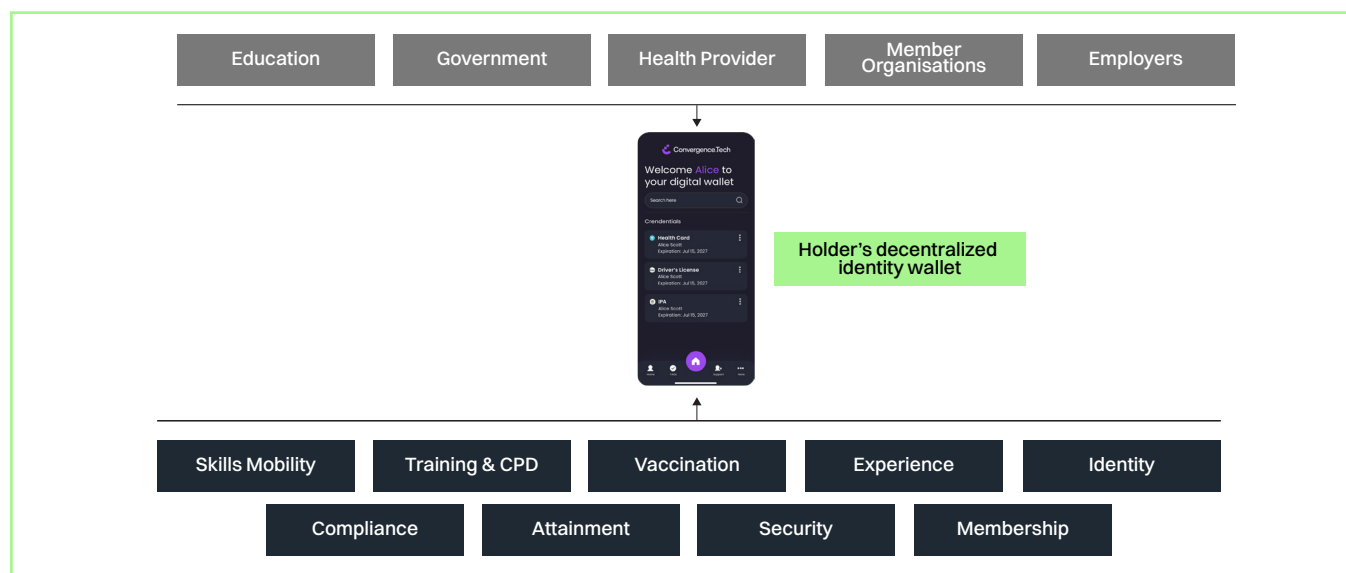 Education
Government
Health Provider
Member
Organisations
Employers
Convergence.Tech
Welcome Alice to
your digital wallet
Search here
Crendentials
Health Card
Alice Scott
Expiration: Jul 15, 2027
Driver's License
Alice Scott
Expiration: Jul 15, 2027
IPA
Alice Scott
Expiration: Jul 15, 2027
Holder’s decentralized
identity wallet
Skills Mobility
Training & CPD
Vaccination
Experience
Identity
Compliance
Attainment
Security
Membership